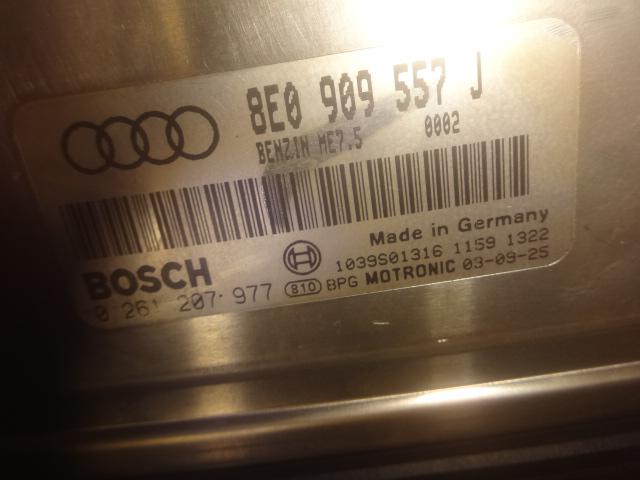 8E0 909 557 J
BENZIN ME7.5 0002
Made in Germany
BOSCH 1039S01316 1159 1322
0 261 207 977 810 BPG MOTRONIC 03-09-25